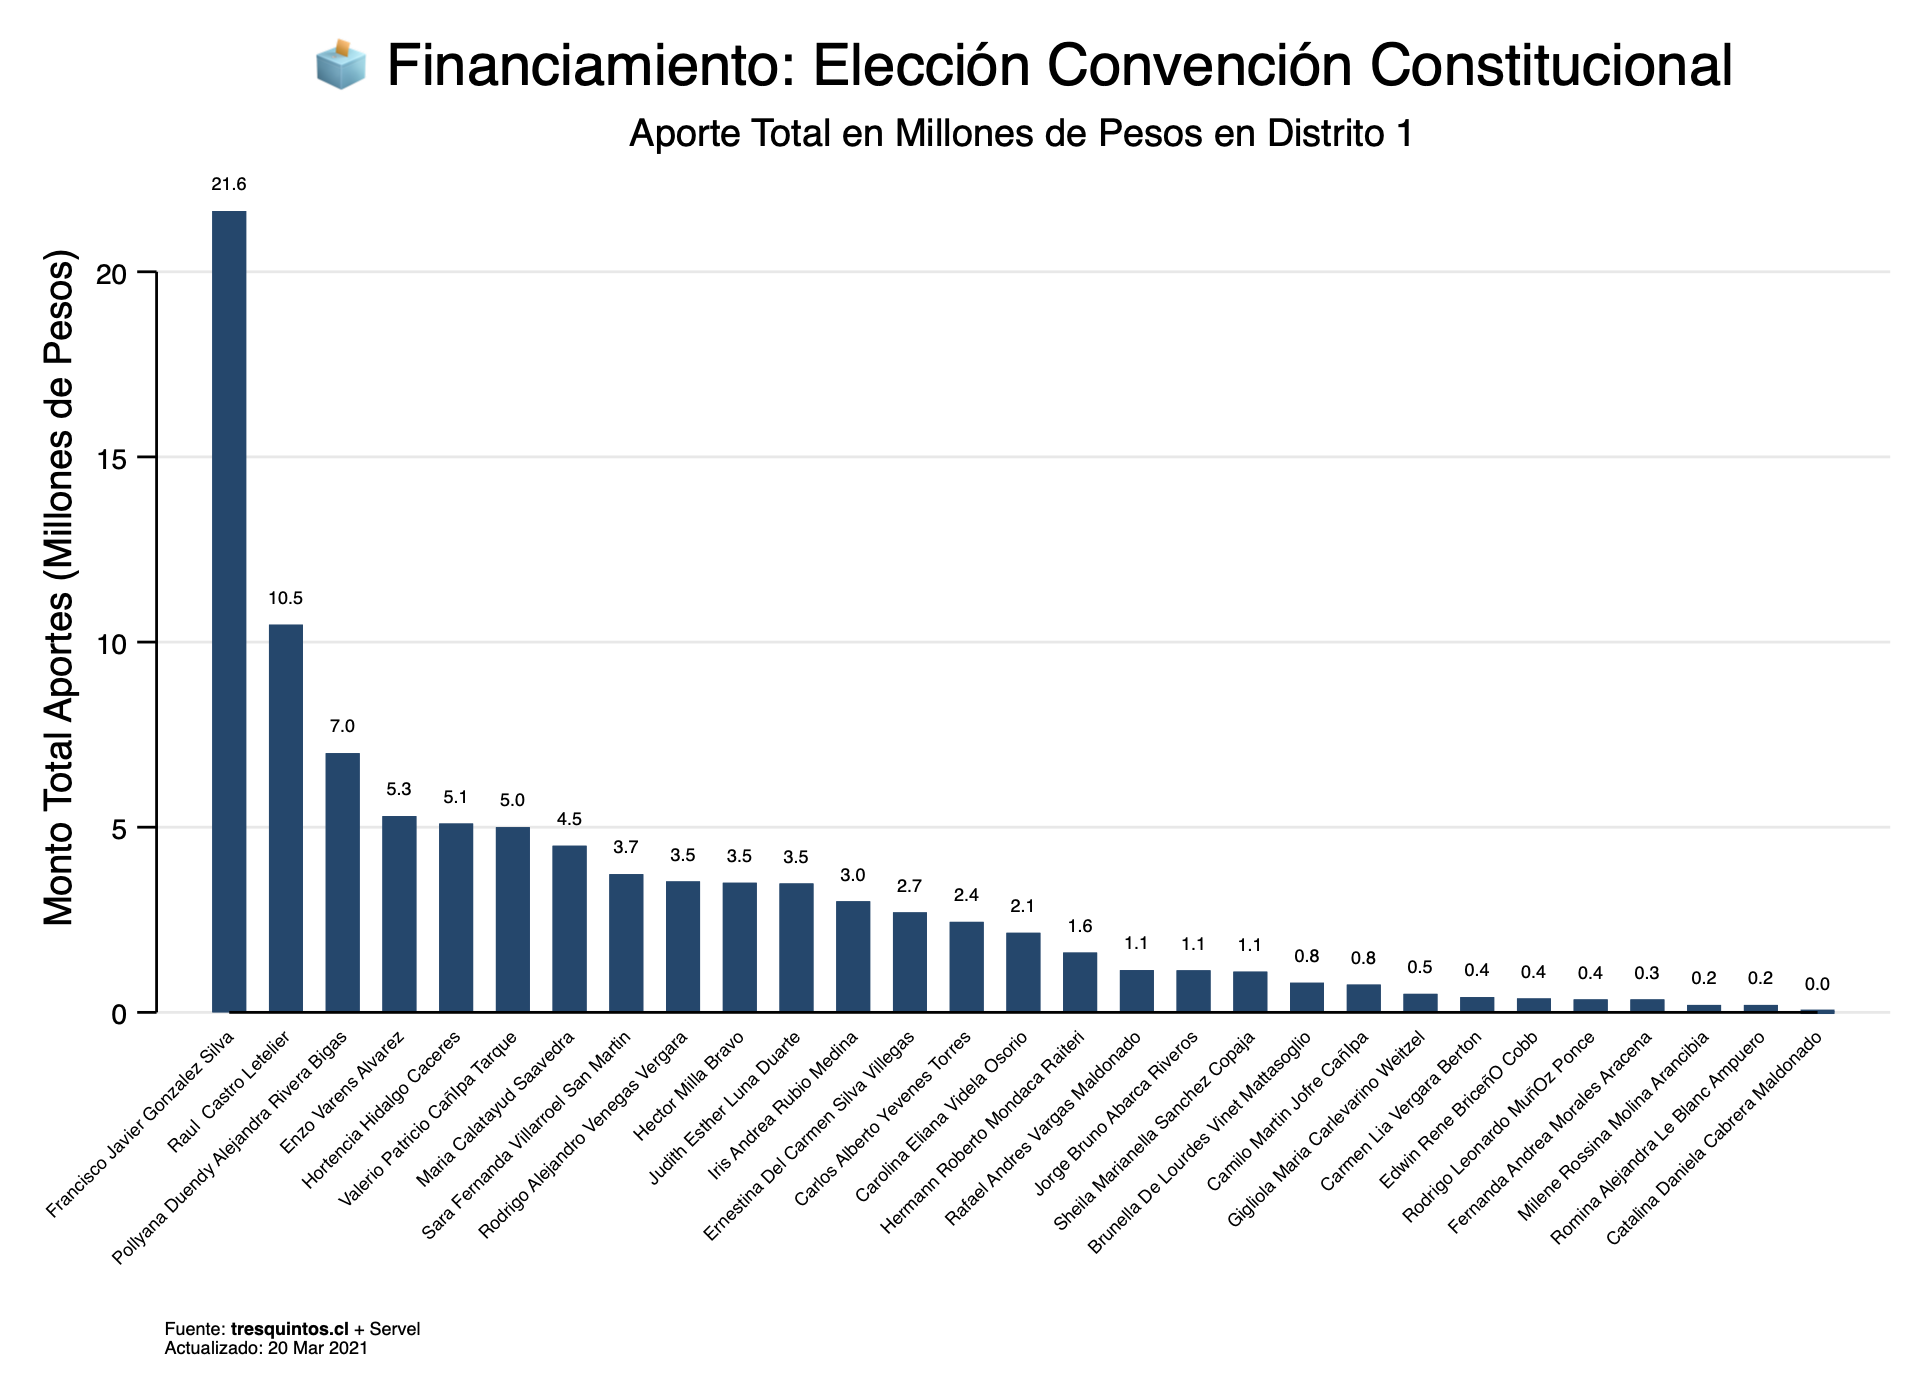 Financiamiento: Elección Convención Constitucional
Aporte Total en Millones de Pesos en Distrito 1
Monto Total Aportes (Millones de Pesos)
20
15
10
5
0
21.6
10.5
7.0
5.3
5.1
5.0
4.5
3.7
3.5
3.5
3.5
3.0
2.7
2.4
2.1
1.6
1.1
1.1
1.1
0.8
0.8
0.5
0.4
0.4
0.4
0.3
0.2
0.2
0.0
Francisco Javier Gonzalez Silva
Raul Castro Letelier
Pollyana Duendy Alejandra Rivera Bigas
Enzo Varens Alvarez
Hortencia Hidalgo Caceres
Valerio Patricio Cañlpa Tarque
Maria Calatayud Saavedra
Sara Fernanda Villarroel San Martin
Rodrigo Alejandro Venegas Vergara
Hector Milla Bravo
Judith Esther Luna Duarte
Iris Andrea Rubio Medina
Ernestina Del Carmen Silva Villegas
Carlos Alberto Yevenes Torres
Carolina Eliana Videla Osorio
Hermann Roberto Mondaca Raiteri
Rafael Andres Vargas Maldonado
Jorge Bruno Abarca Riveros
Sheila Marianella Sanchez Copaja
Brunella De Lourdes Vinet Mattasoglio
Camilo Martin Jofre Cañlpa
Gigliola Maria Carlevarino Weitzel
Carmen Lia Vergara Berton
Edwin Rene BriceñO Cobb
Rodrigo Leonardo MuñOz Ponce
Fernanda Andrea Morales Aracena
Milene Rossina Molina Arancibia
Romina Alejandra Le Blanc Ampuero
Catalina Daniela Cabrera Maldonado
Fuente: tresquintos.cl + Servel
Actualizado: 20 Mar 2021